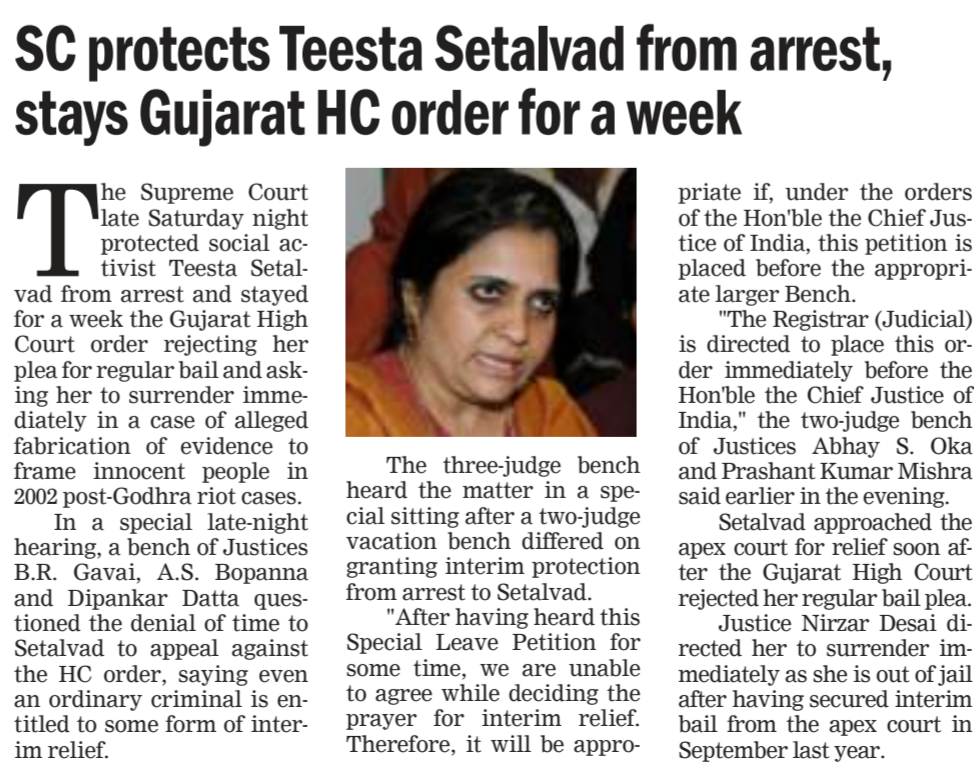 SC protects Teesta Setalvad from arrest,
stays Gujarat HC order for a week
The Supreme Court
late Saturday night
protected social ac-
tivist Teesta Setal-
vad from arrest and stayed
for a week the Gujarat High
Court order rejecting her
plea for regular bail and ask-
ing her to surrender imme-
diately in a case of alleged
fabrication of evidence to
frame innocent people in
2002 post-Godhra riot cases.
In a special late-night
hearing, a bench of Justices
B.R. Gavai, A.S. Bopanna
and Dipankar Datta ques-
tioned the denial of time to
Setalvad to appeal against
the HC order, saying even
an ordinary criminal is en-
titled to some form of inter-
im relief.
The three-judge bench
heard the matter in a spe-
cial sitting after a two-judge
vacation bench differed on
granting interim protection
from arrest to Setalvad.
"After having heard this
Special Leave Petition for
some time, we are unable
to agree while deciding the
prayer for interim relief.
Therefore, it will be appro-
priate if, under the orders
of the Hon'ble the Chief Jus-
tice of India, this petition is
placed before the appropri-
ate larger Bench.
"The Registrar (Judicial)
is directed to place this or-
der immediately before the
Hon'ble the Chief Justice of
India," the two-judge bench
of Justices Abhay S. Oka
and Prashant Kumar Mishra
said earlier in the evening.
Setalvad approached the
apex court for relief soon af-
ter the Gujarat High Court
rejected her regular bail plea.
Justice Nirzar Desai di-
rected her to surrender im-
mediately as she is out of jail
after having secured interim
bail from the apex court in
September last year.